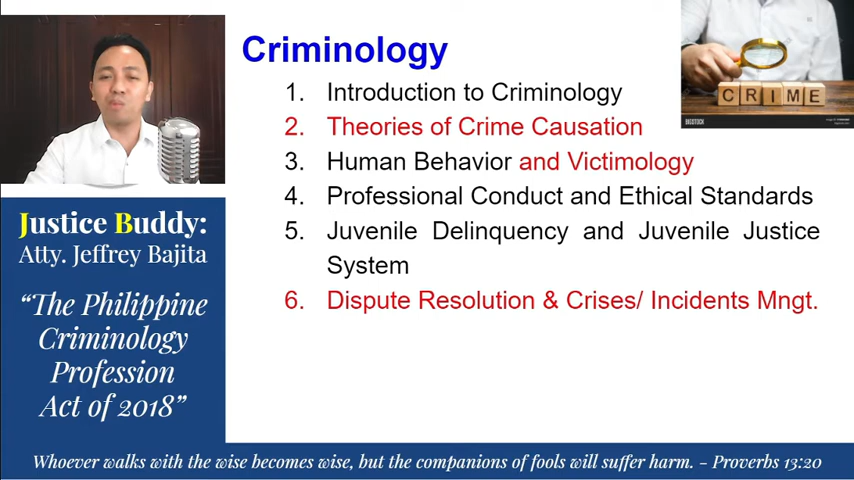 Criminology
1. Introduction to Criminology
2. Theories of Crime Causation
3. Human Behavior and Victimology
4. Professional Conduct and Ethical Standards
5. Juvenile Delinquency and Juvenile Justice
System
6. Dispute Resolution & Crises/ Incidents Mngt.
CRIME
BIGSTOCK
Justice Buddy:
Atty. Jeffrey Bajita
“The Philippine
Criminology
Profession
Act of 2018”
Whoever walks with the wise becomes wise, but the companions of fools will suffer harm. – Proverbs 13:20